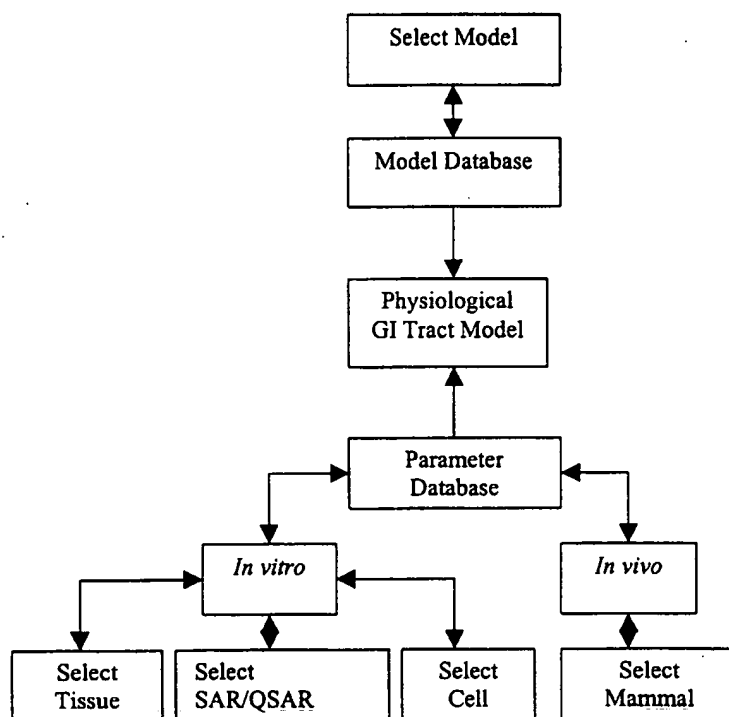 Select Model
Model Database
Physiological
GI Tract Model
Parameter
Database
In vitro
In vivo
Select
Tissue
Select
SAR/QSAR
Select
Cell
Select
Mammal